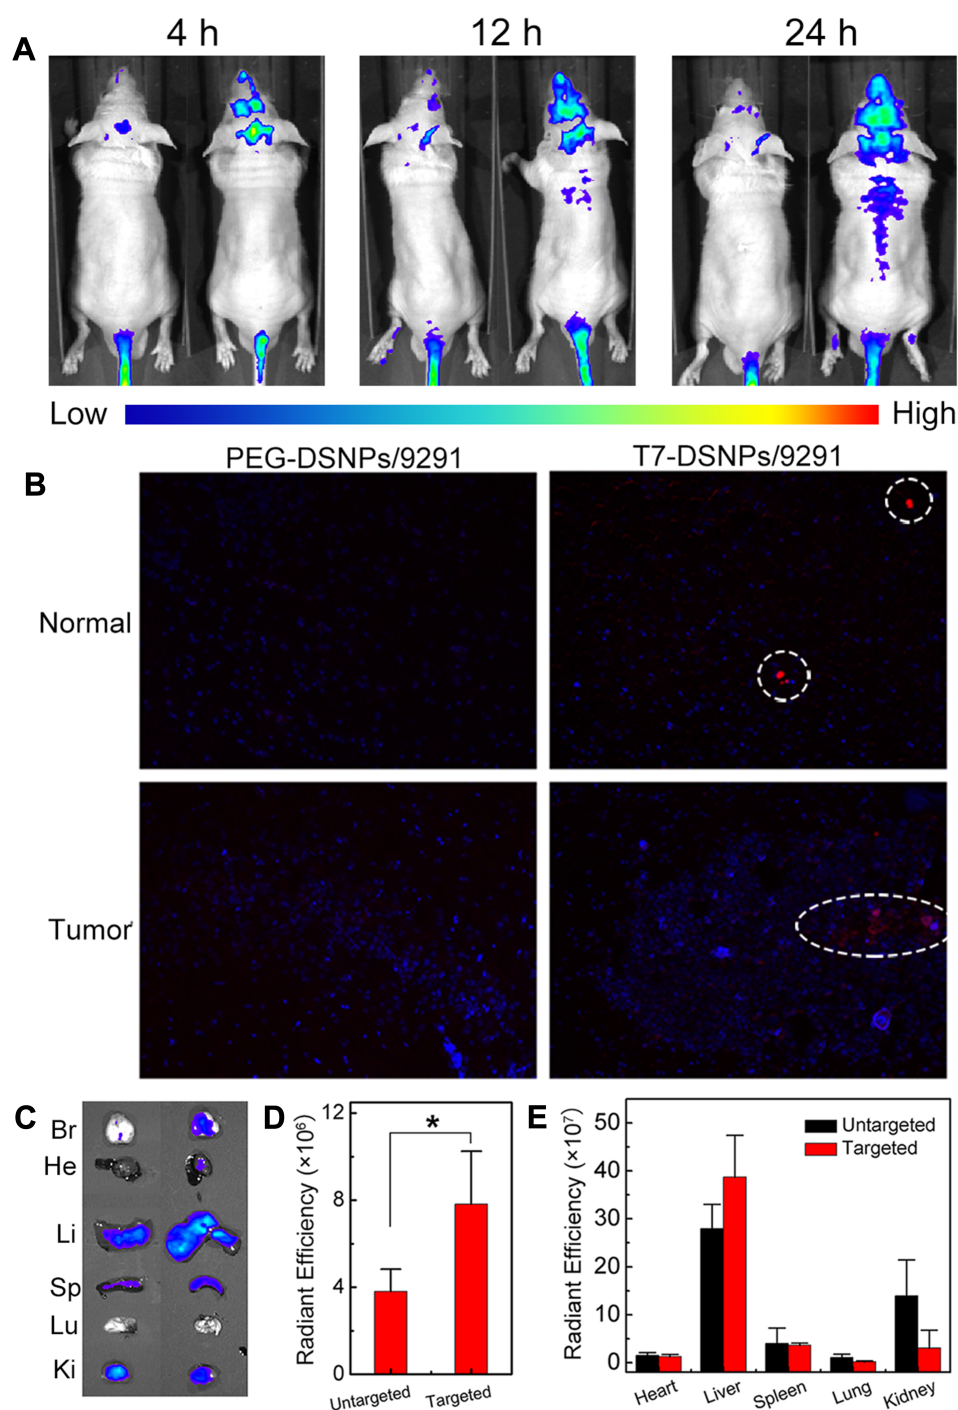 A
4 h
12 h
24 h
Low
High
B
PEG-DSNPs/9291
T7-DSNPs/9291
Normal
Tumor
C
Br
He
Li
Sp
Lu
Ki
D
Radiant Efficiency (×10⁶)
12
8
4
0
*
Untargeted
Targeted
E
Radiant Efficiency (×10⁷)
50
40
30
20
10
0
Untargeted
Targeted
Heart
Liver
Spleen
Lung
Kidney